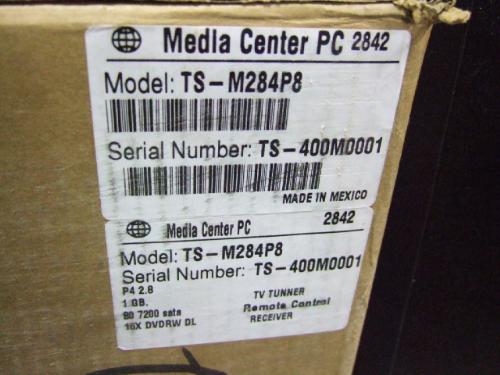 Media Center PC 2842
Model: TS-M284P8
Serial Number: TS-400M0001
MADE IN MEXICO
Media Center PC 2842
Model: TS-M284P8
Serial Number: TS-400M0001
P4 2.8
1 GB.
80 7200 sata
16X DVDRW DL
TV TUNNER
Remote Control
RECEIVER